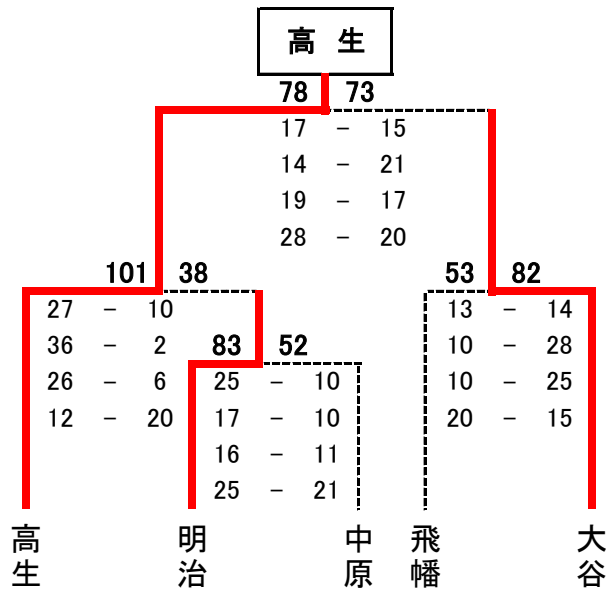 高 生
78 73
17 － 15
14 － 21
19 － 17
28 － 20
101 38
27 － 10
36 － 2
26 － 6
12 － 20
83 52
25 － 10
17 － 10
16 － 11
25 － 21
53 82
13 － 14
10 － 28
10 － 25
20 － 15
高生
明治
中原
飛幡
大谷